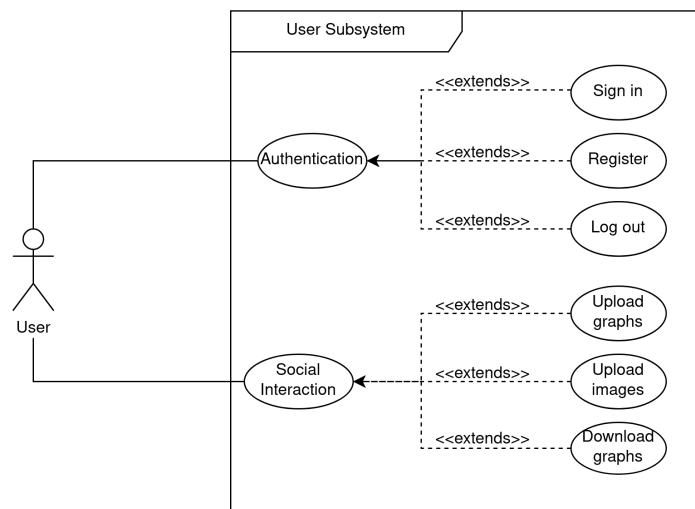 User Subsystem
<<extends>>
Sign in
Authentication
<<extends>>
Register
<<extends>>
Log out
User
<<extends>>
Upload
graphs
Social
Interaction
<<extends>>
Upload
images
<<extends>>
Download
graphs